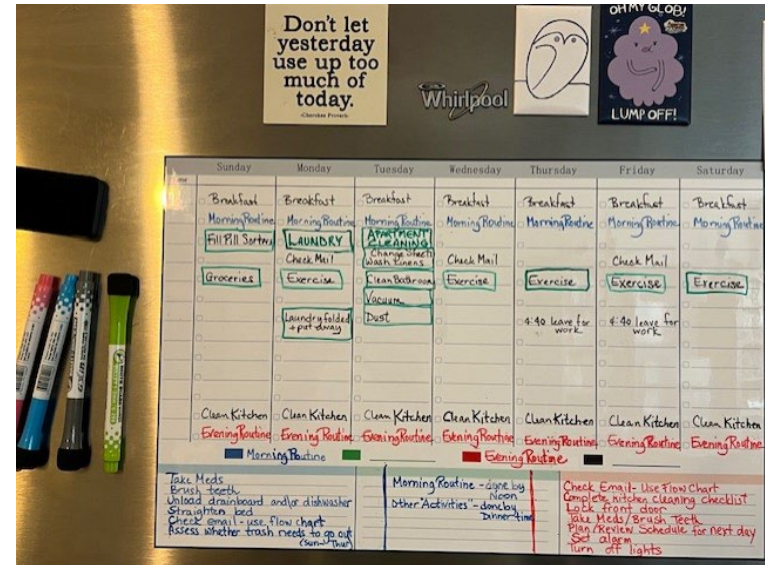 Don't let
yesterday
use up too
much of
today.
-Cherokee Proverb-
Whirlpool
OH MY GLOB!
LUMP OFF!
Sunday Monday Tuesday Wednesday Thursday Friday Saturday
Breakfast Breakfast Breakfast Breakfast Breakfast Breakfast Breakfast
Morning Routine Morning Routine Morning Routine Morning Routine Morning Routine Morning Routine Morning Routine
Fill Pill Sorters LAUNDRY APARTMENT
CLEANING
Check Mail Change
Wash Linens Check Mail Check Mail
Groceries Exercise Clean Bathroom Exercise Exercise Exercise Exercise
Vacuum
Laundry folded Dust 4:40 leave for 4:40 leave for
+ put away work work
Clean Kitchen Clean Kitchen Clean Kitchen Clean Kitchen Clean Kitchen Clean Kitchen Clean Kitchen
Evening Routine Evening Routine Evening Routine Evening Routine Evening Routine Evening Routine Evening Routine
Morning Routine Evening Routine
Take Meds
Brush teeth
Unload drainboard and/or dishwasher
Straighten bed
Check email - use flow chart
Assess whether trash needs to go out
(Sun - Thur)
Morning Routine - done by
Noon
Other "Activities" - done by
Dinner time
Check Email - Use Flow Chart
Complete kitchen cleaning checklist
Lock front door
Take Meds / Brush Teeth
Plan/Review Schedule for next day
Set alarm
Turn off lights